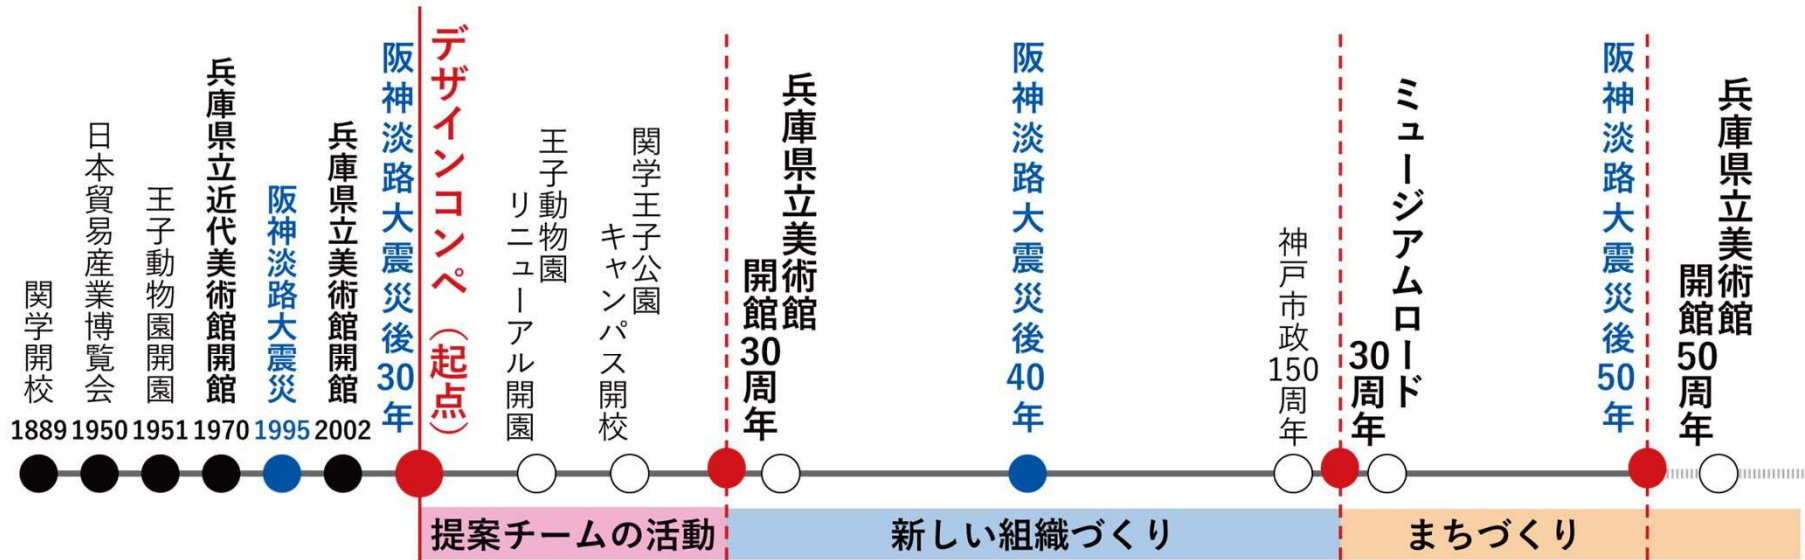 関学開校
1889
日本貿易産業博覧会
1950
王子動物園開園
1951
兵庫県立近代美術館開館
1970
阪神淡路大震災
1995
兵庫県立美術館開館
2002
阪神淡路大震災後30年
デザインコンペ（起点）
王子動物園
リニューアル開園
関学王子公園
キャンパス開校
兵庫県立美術館
開館30周年
阪神淡路大震災後40年
神戸市政150周年
ミュージアムロード
30周年
阪神淡路大震災後50年
兵庫県立美術館
開館50周年
提案チームの活動
新しい組織づくり
まちづくり